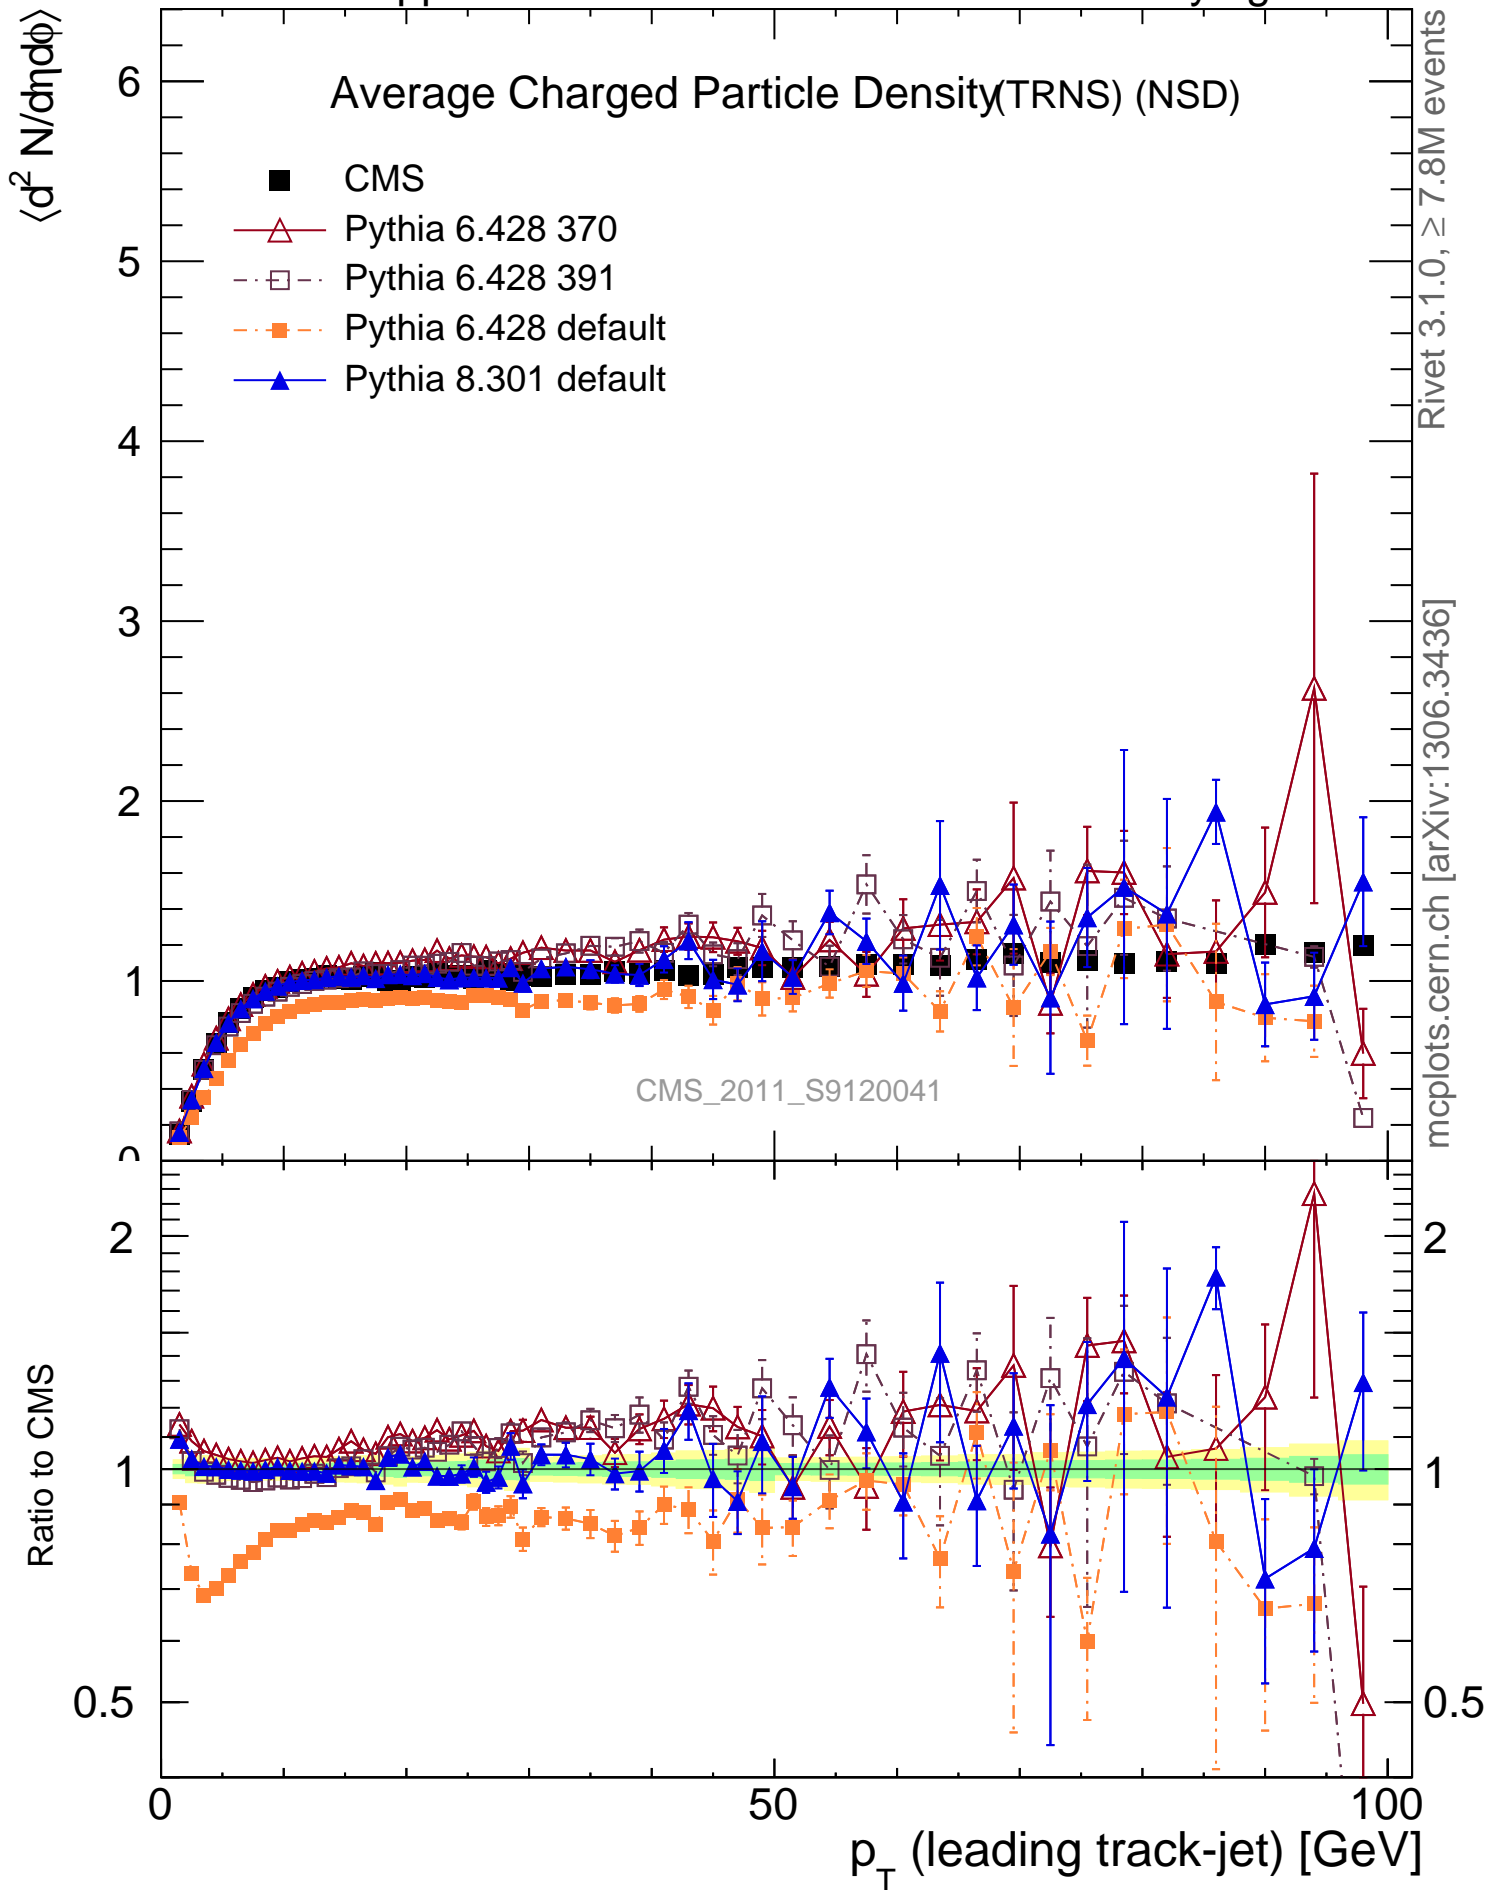 Average Charged Particle Density (TRNS) (NSD)
⟨d² N/dηdϕ⟩
CMS
Pythia 6.428 370
Pythia 6.428 391
Pythia 6.428 default
Pythia 8.301 default
6
5
4
3
2
1
0
CMS_2011_S9120041
Rivet 3.1.0, ≥ 7.8M events
mcplots.cern.ch [arXiv:1306.3436]
Ratio to CMS
2
1
0.5
2
1
0.5
0 50 100
p_T (leading track-jet) [GeV]